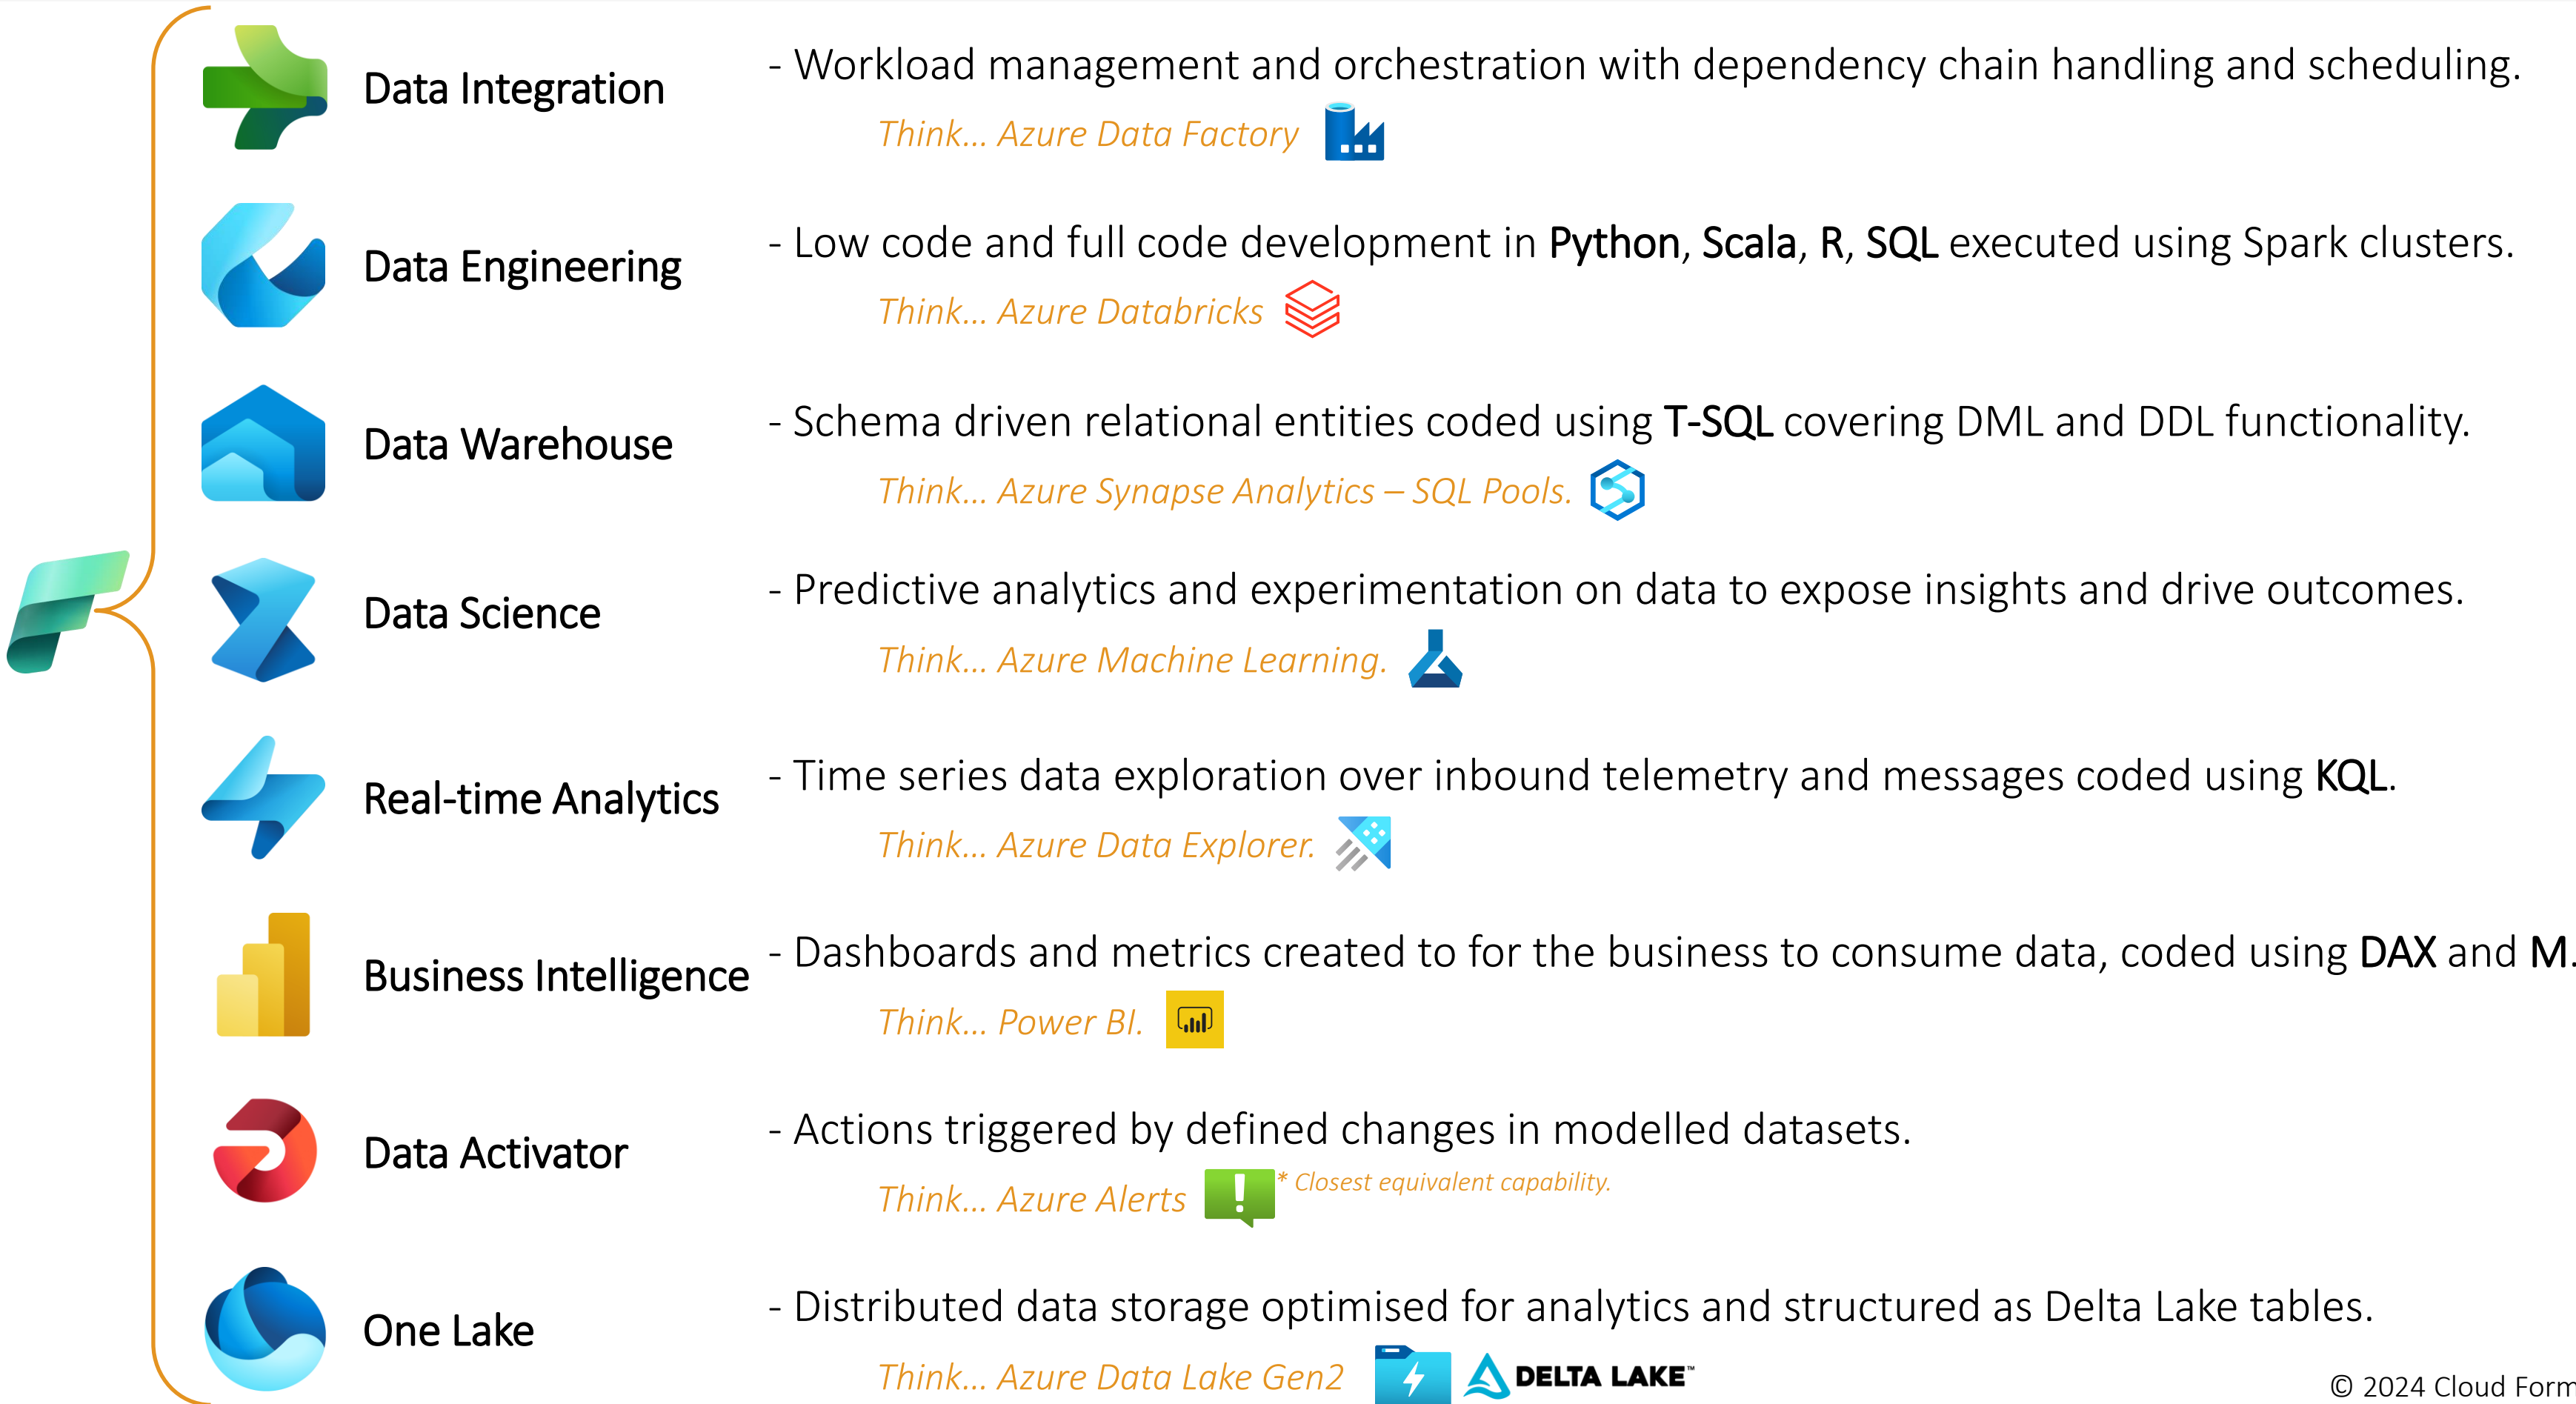 Data Integration
- Workload management and orchestration with dependency chain handling and scheduling.
Think... Azure Data Factory
Data Engineering
- Low code and full code development in Python, Scala, R, SQL executed using Spark clusters.
Think... Azure Databricks
Data Warehouse
- Schema driven relational entities coded using T-SQL covering DML and DDL functionality.
Think... Azure Synapse Analytics – SQL Pools.
Data Science
- Predictive analytics and experimentation on data to expose insights and drive outcomes.
Think... Azure Machine Learning.
Real-time Analytics
- Time series data exploration over inbound telemetry and messages coded using KQL.
Think... Azure Data Explorer.
Business Intelligence
- Dashboards and metrics created to for the business to consume data, coded using DAX and M.
Think... Power BI.
Data Activator
- Actions triggered by defined changes in modelled datasets.
Think... Azure Alerts
* Closest equivalent capability.
One Lake
- Distributed data storage optimised for analytics and structured as Delta Lake tables.
Think... Azure Data Lake Gen2
DELTA LAKE™
© 2024 Cloud Form